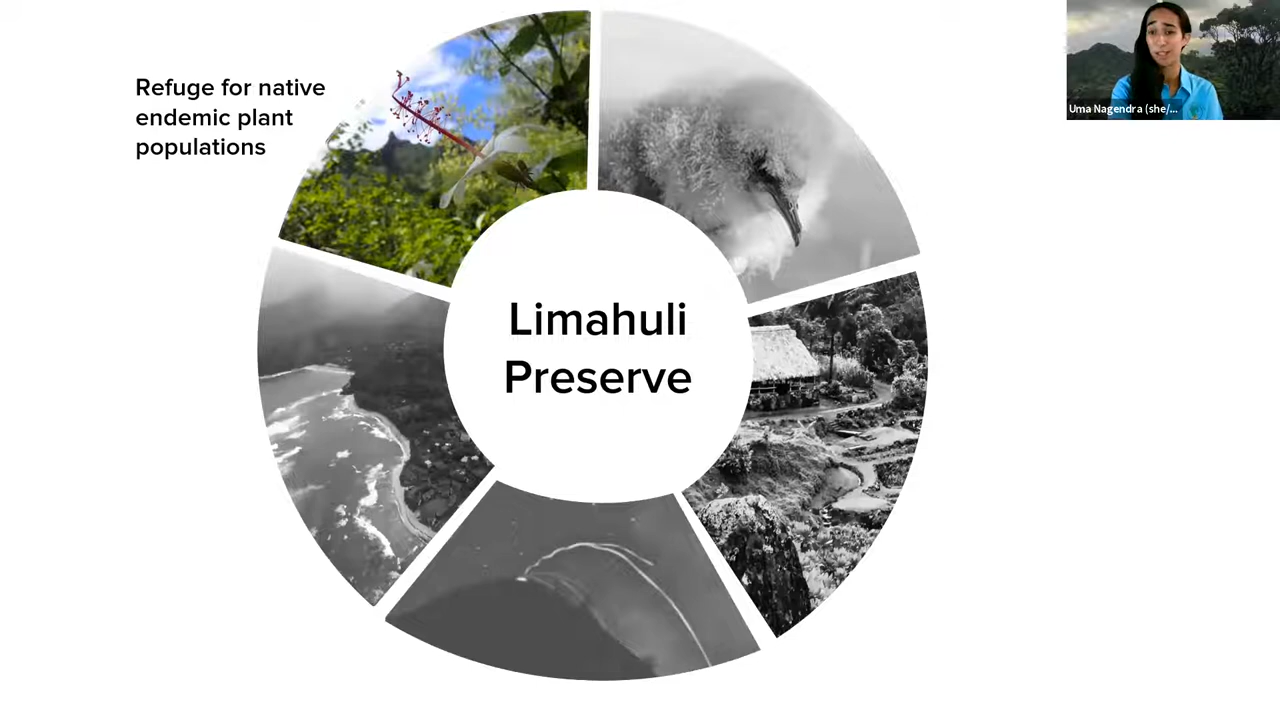 Refuge for native
endemic plant
populations
Limahuli
Preserve
Uma Nagendra (she/...